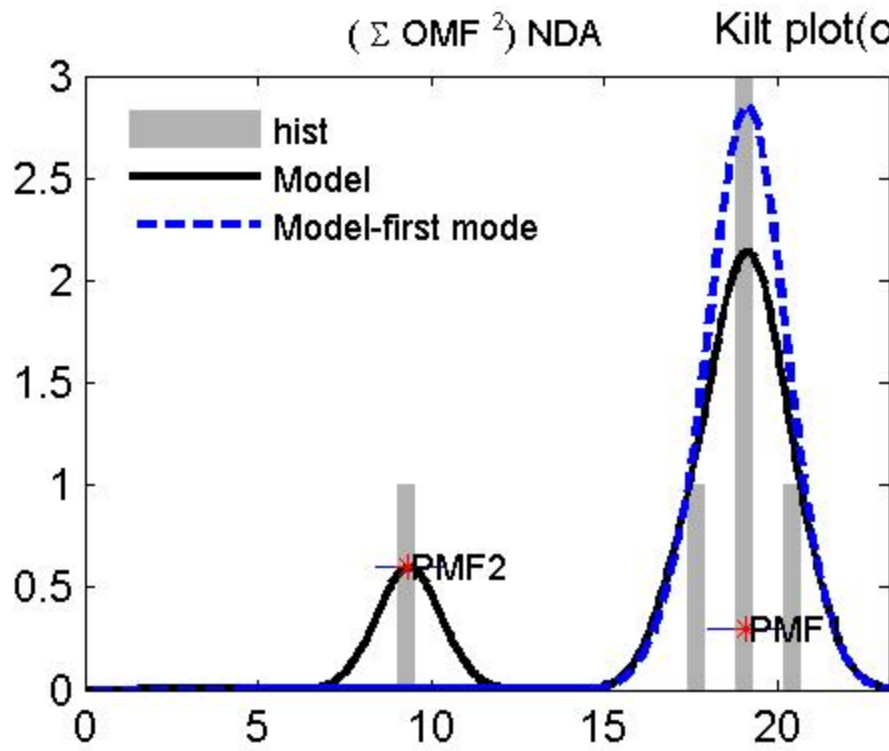 ( Σ OMF ²) NDA Kilt plot(o
3
hist
2.5
Model
Model-first mode
2
1.5
1
PMF2
0.5
PMF1
0
0 5 10 15 20